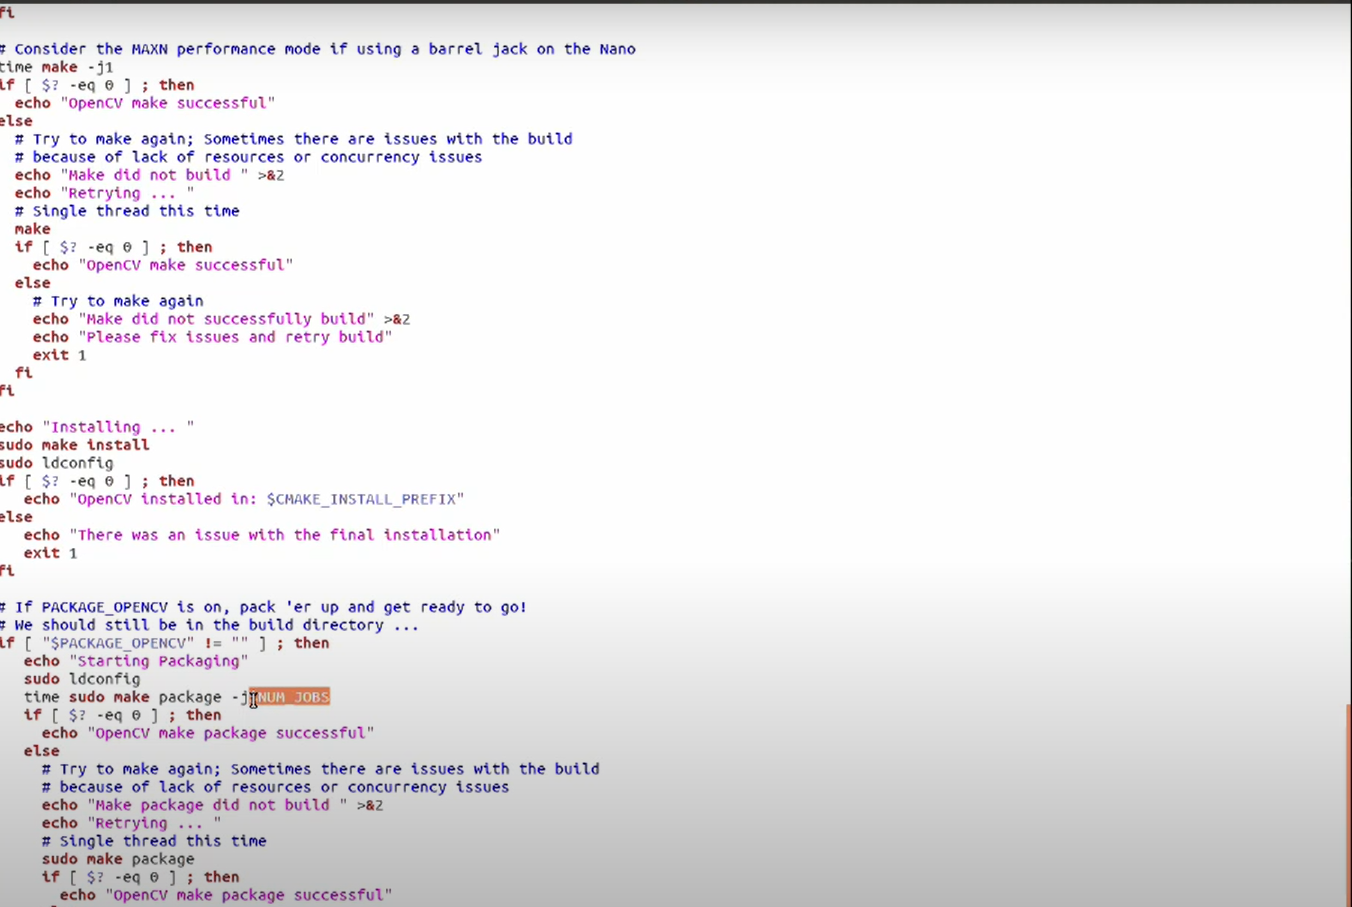 fi
# Consider the MAXN performance mode if using a barrel jack on the Nano
time make -j1
if [ $? -eq 0 ] ; then
echo "OpenCV make successful"
else
# Try to make again; Sometimes there are issues with the build
# because of lack of resources or concurrency issues
echo "Make did not build " >&2
echo "Retrying ... "
# Single thread this time
make
if [ $? -eq 0 ] ; then
echo "OpenCV make successful"
else
# Try to make again
echo "Make did not successfully build" >&2
echo "Please fix issues and retry build"
exit 1
fi
fi
echo "Installing ... "
sudo make install
sudo ldconfig
if [ $? -eq 0 ] ; then
echo "OpenCV installed in: $CMAKE_INSTALL_PREFIX"
else
echo "There was an issue with the final installation"
exit 1
fi
# If PACKAGE_OPENCV is on, pack 'er up and get ready to go!
# We should still be in the build directory ...
if [ "$PACKAGE_OPENCV" != "" ] ; then
echo "Starting Packaging"
sudo ldconfig
time sudo make package -j$NUM_JOBS
if [ $? -eq 0 ] ; then
echo "OpenCV make package successful"
else
# Try to make again; Sometimes there are issues with the build
# because of lack of resources or concurrency issues
echo "Make package did not build " >&2
echo "Retrying ... "
# Single thread this time
sudo make package
if [ $? -eq 0 ] ; then
echo "OpenCV make package successful"